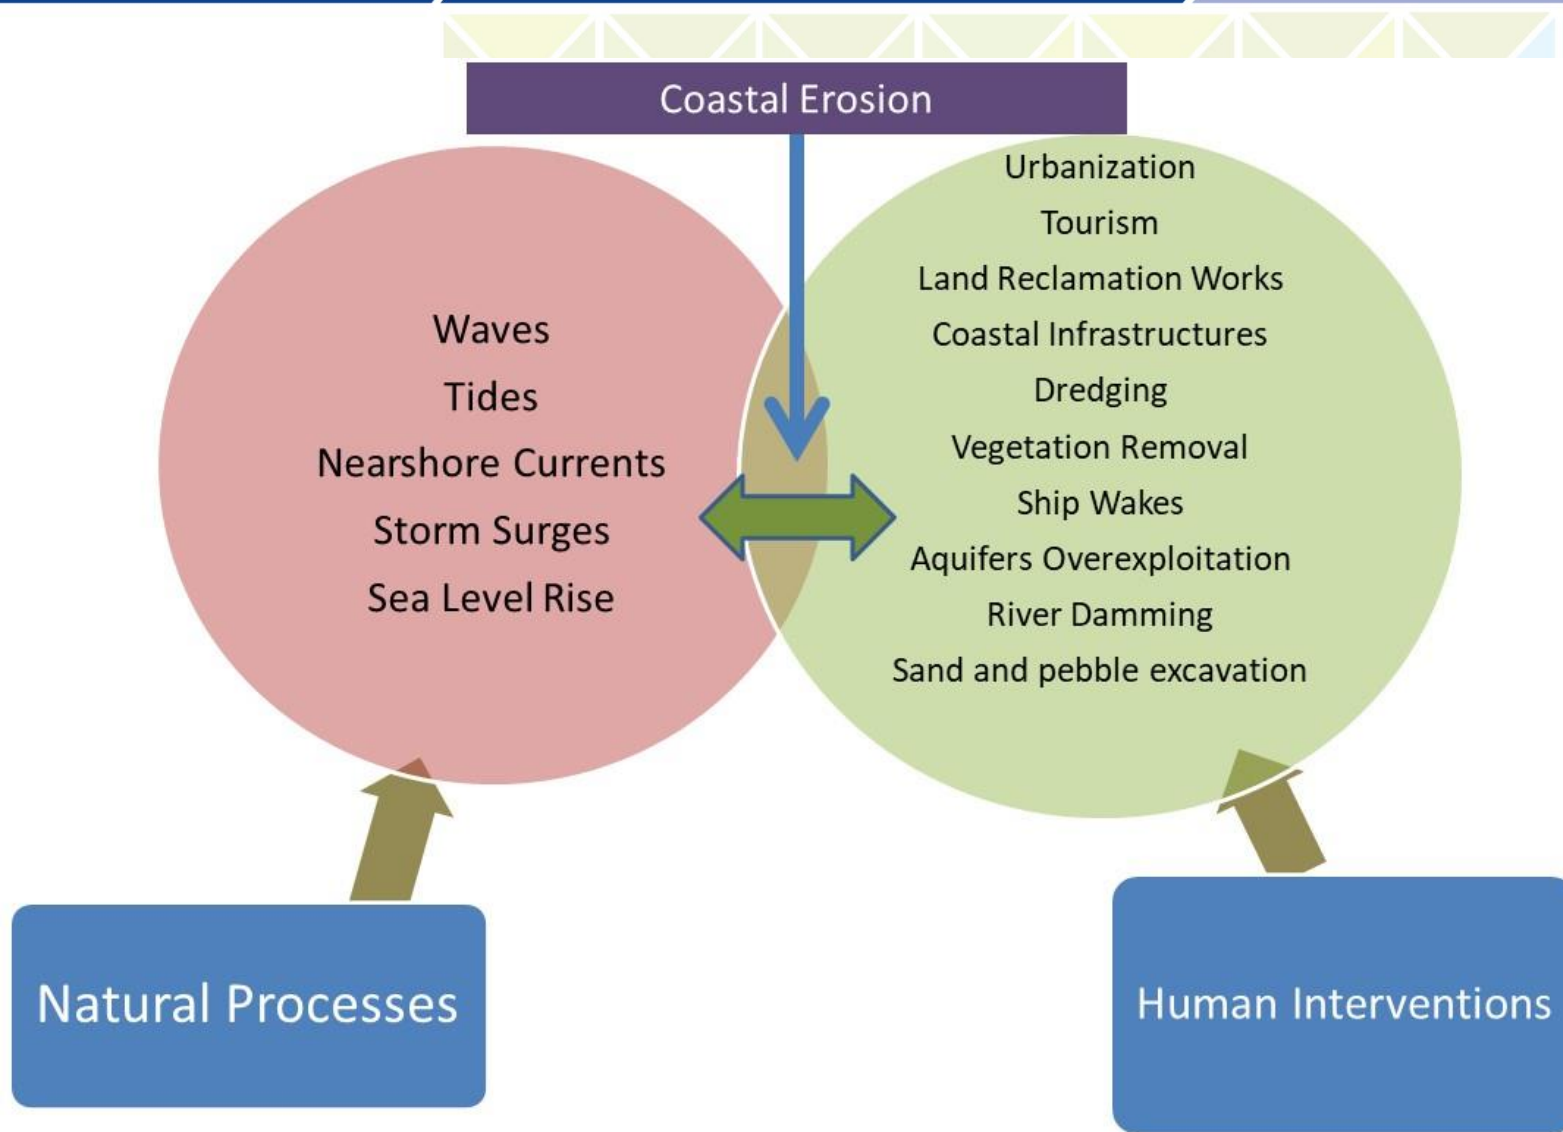 Coastal Erosion
Waves
Tides
Nearshore Currents
Storm Surges
Sea Level Rise
Urbanization
Tourism
Land Reclamation Works
Coastal Infrastructures
Dredging
Vegetation Removal
Ship Wakes
Aquifers Overexploitation
River Damming
Sand and pebble excavation
Natural Processes
Human Interventions